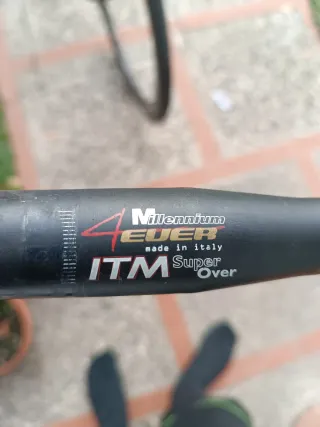 Millennium
4EVER
made in italy
ITM Super
Over